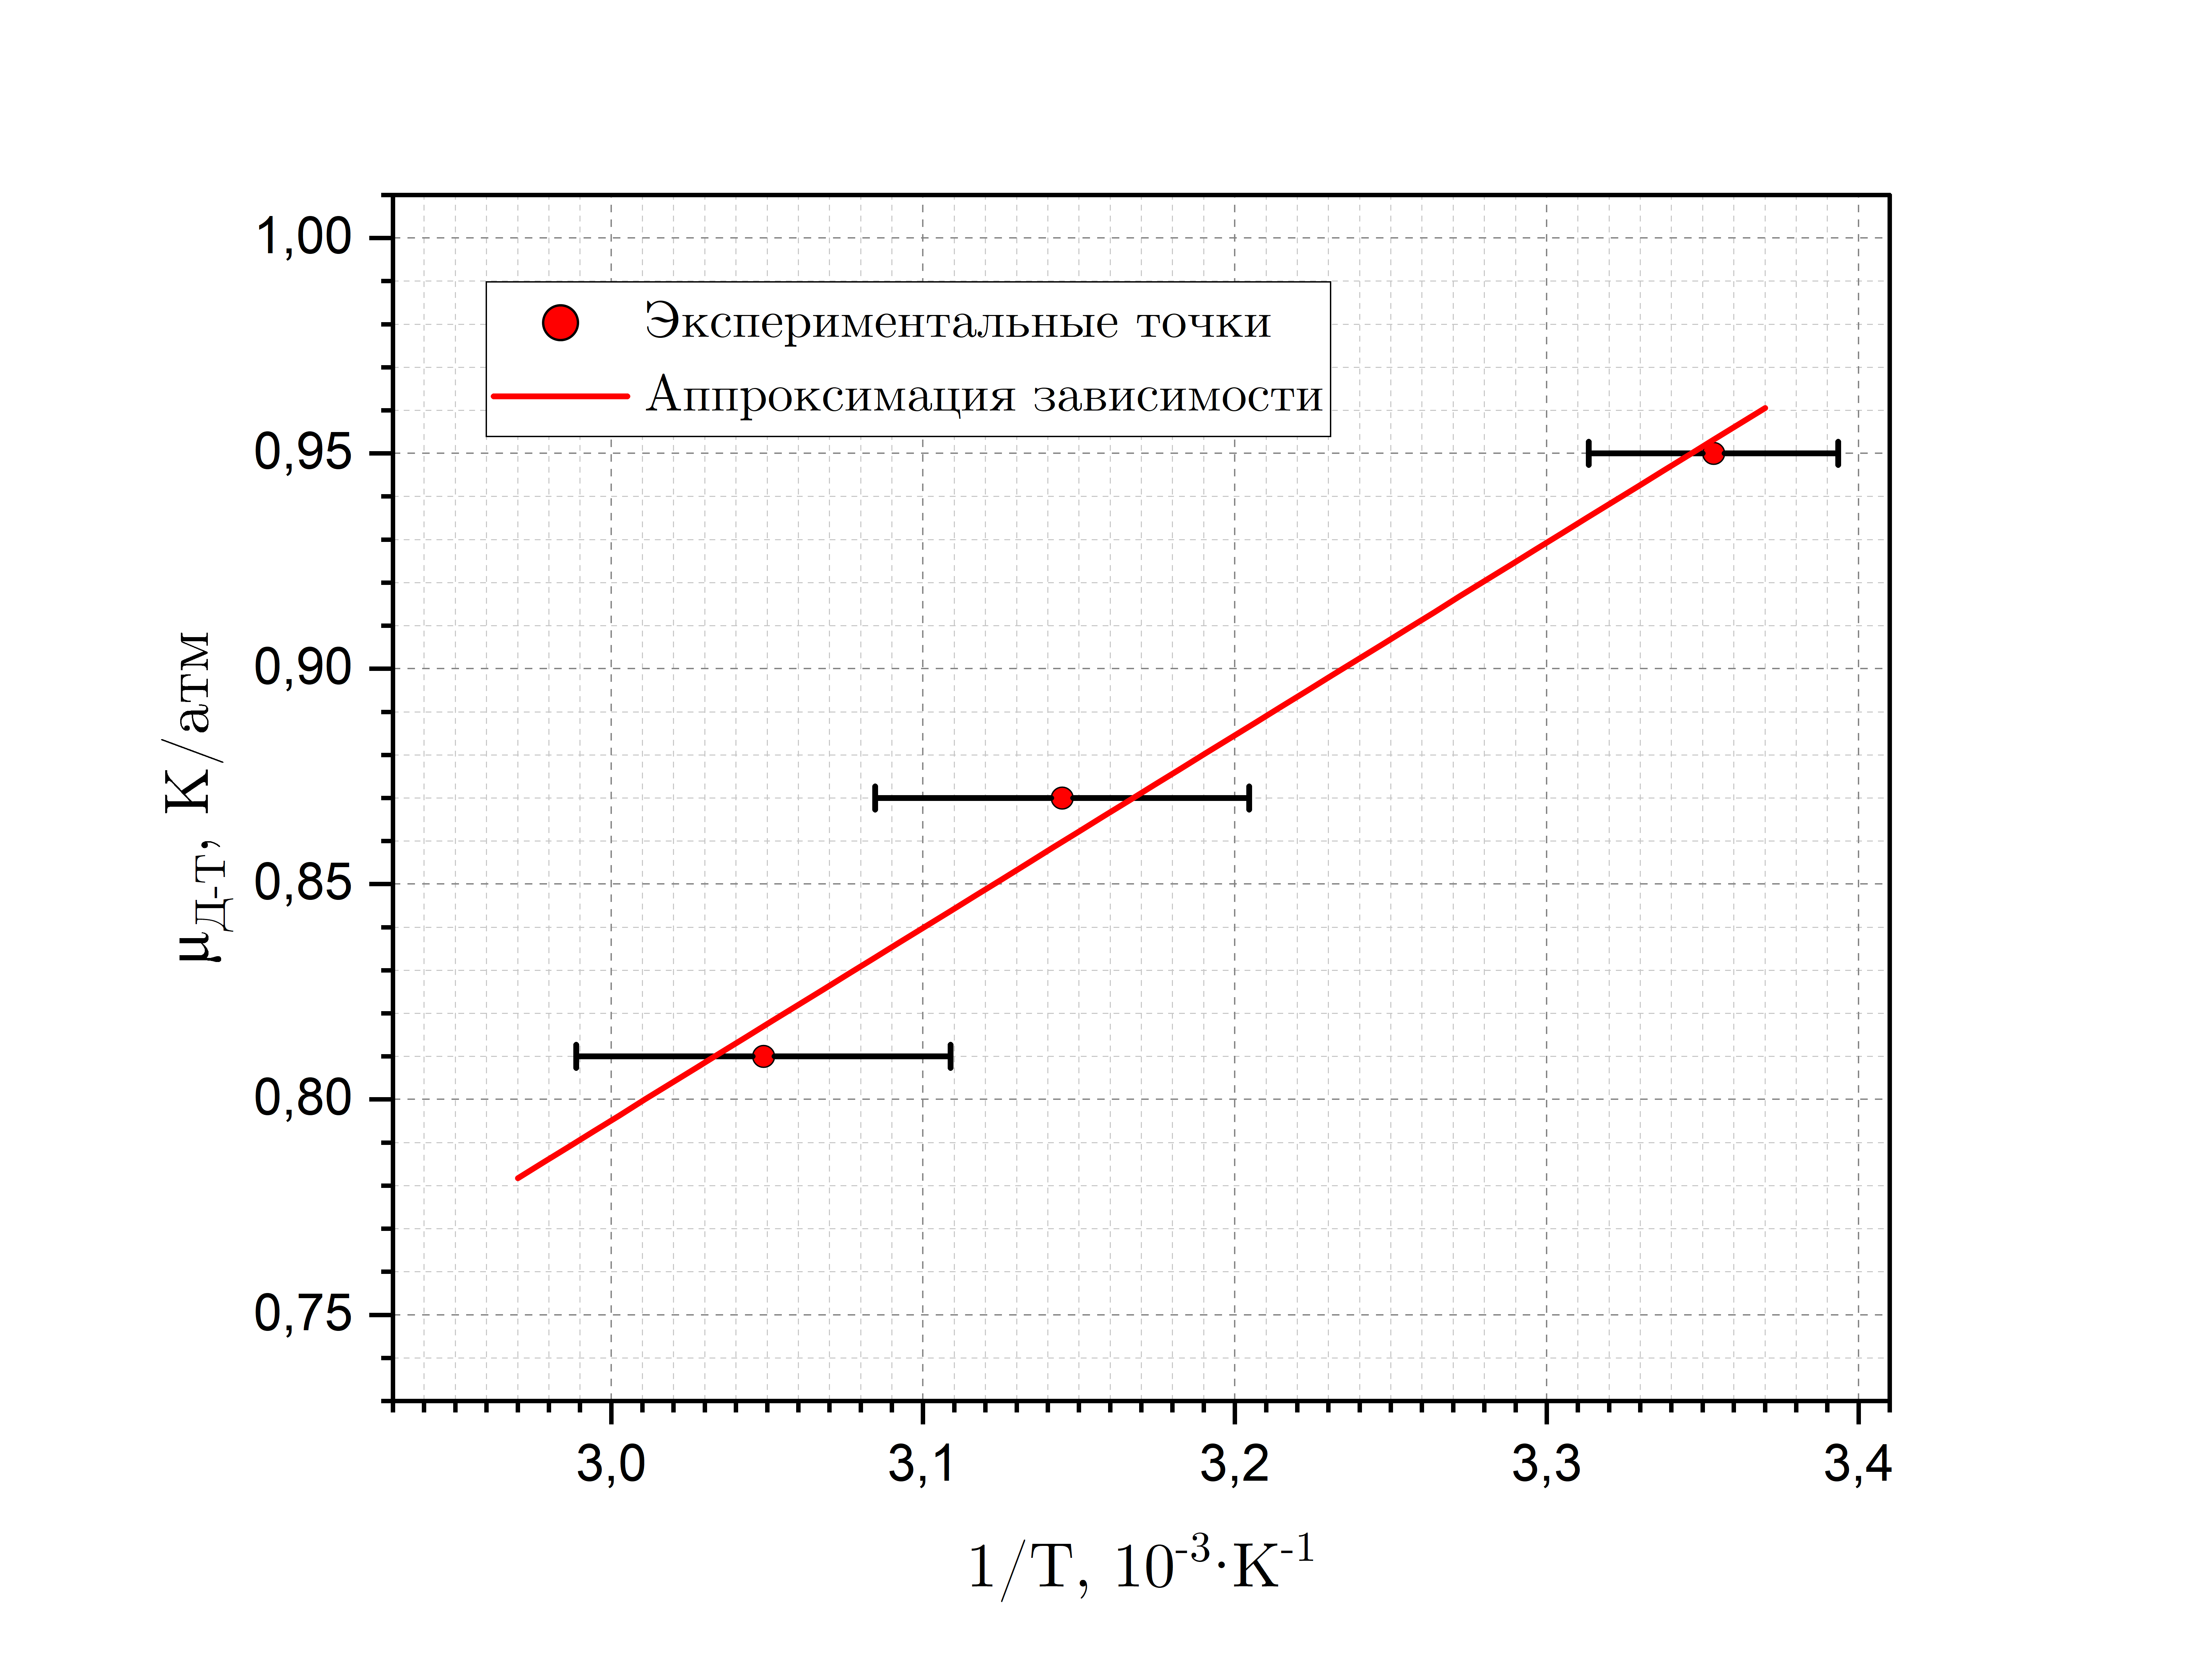 1,00
0,95
0,90
0,85
0,80
0,75
μД-Т, К/атм
Экспериментальные точки
Аппроксимация зависимости
3,0 3,1 3,2 3,3 3,4
1/T, 10⁻³·K⁻¹